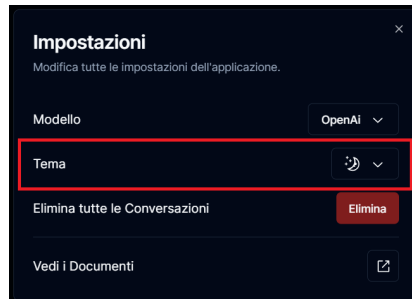 Impostazioni
Modifica tutte le impostazioni dell'applicazione.
Modello OpenAi
Tema
Elimina tutte le Conversazioni Elimina
Vedi i Documenti